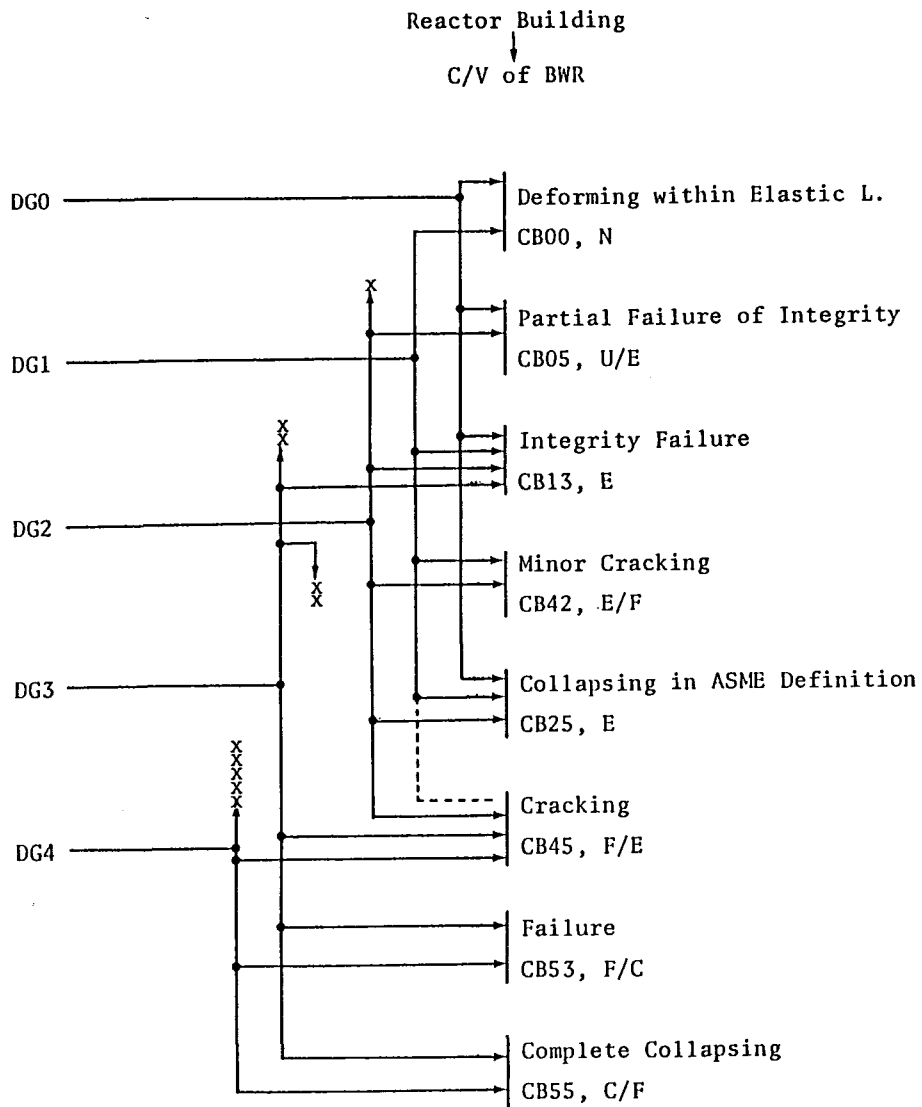 Reactor Building
C/V of BWR
DG0
Deforming within Elastic L.
CB00, N
X
Partial Failure of Integrity
CB05, U/E
DG1
X
X
Integrity Failure
CB13, E
DG2
Minor Cracking
CB42, E/F
X
X
DG3
Collapsing in ASME Definition
CB25, E
X
X
X
X
X
Cracking
CB45, F/E
DG4
Failure
CB53, F/C
Complete Collapsing
CB55, C/F